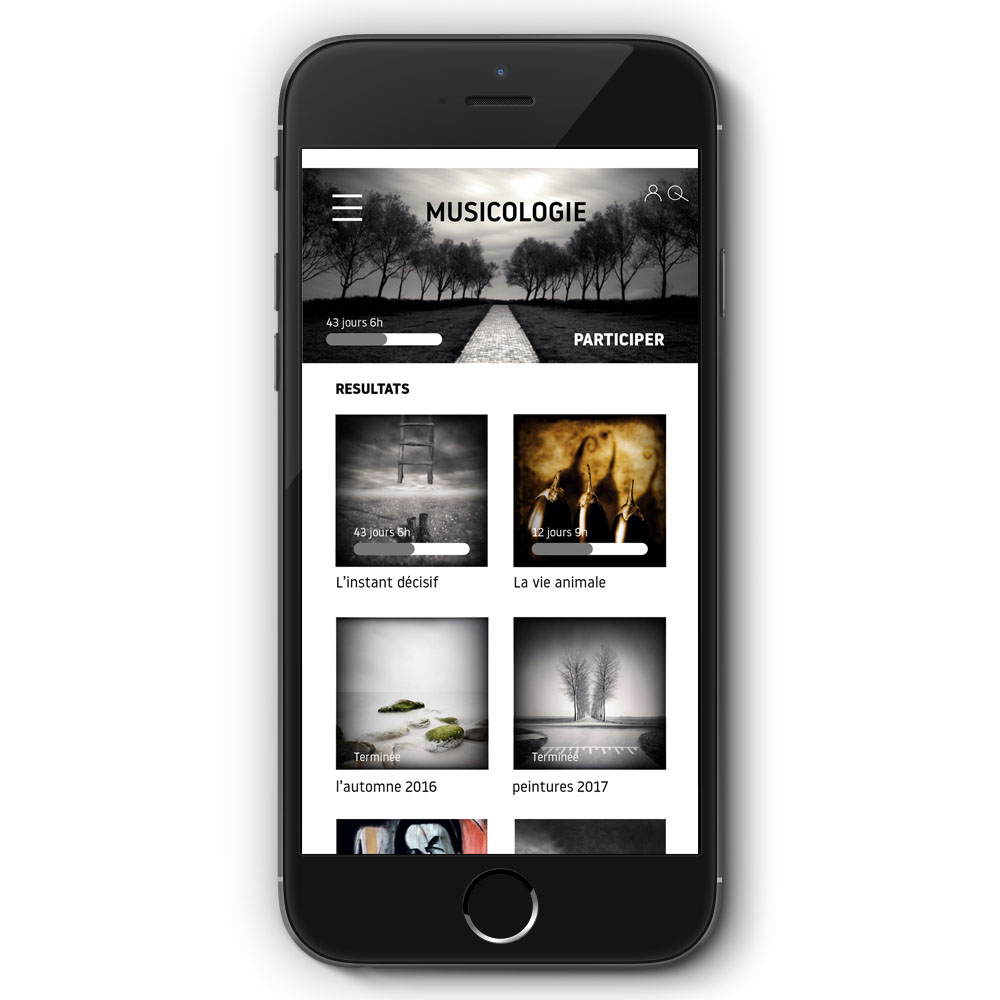 MUSICOLOGIE
43 jours 6h
PARTICIPER
RESULTATS
43 jours 6h
12 jours 9h
L'instant décisif
La vie animale
Terminée
Terminée
l'automne 2016
peintures 2017